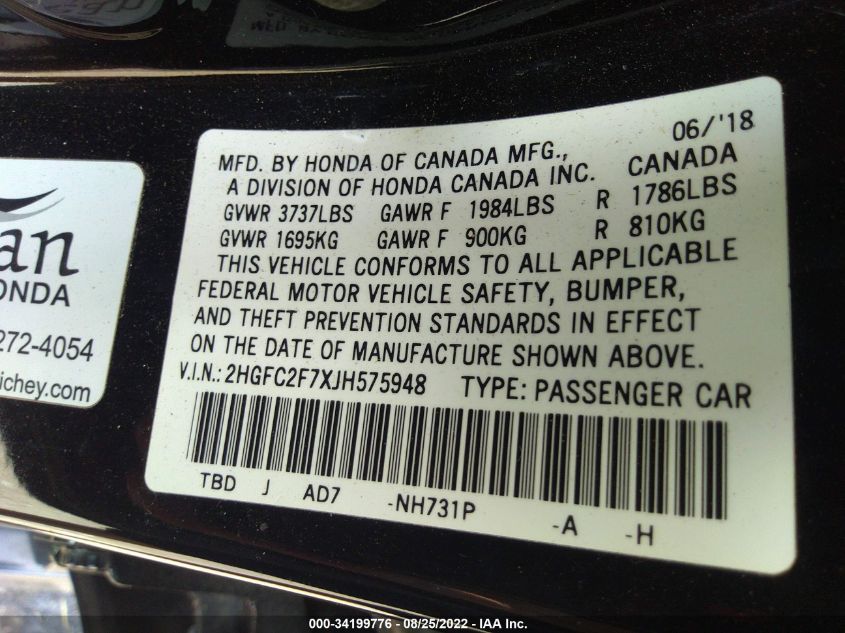 06/'18
MFD. BY HONDA OF CANADA MFG.,
A DIVISION OF HONDA CANADA INC. CANADA
GVWR 3737LBS GAWR F 1984LBS R 1786LBS
GVWR 1695KG GAWR F 900KG R 810KG
THIS VEHICLE CONFORMS TO ALL APPLICABLE
FEDERAL MOTOR VEHICLE SAFETY, BUMPER,
AND THEFT PREVENTION STANDARDS IN EFFECT
ON THE DATE OF MANUFACTURE SHOWN ABOVE.
V.I.N.: 2HGFC2F7XJH575948 TYPE: PASSENGER CAR
TBD J AD7 -NH731P -A -H
an
ONDA
272-4054
ichey.com
000-34199776 - 08/25/2022 - IAA Inc.